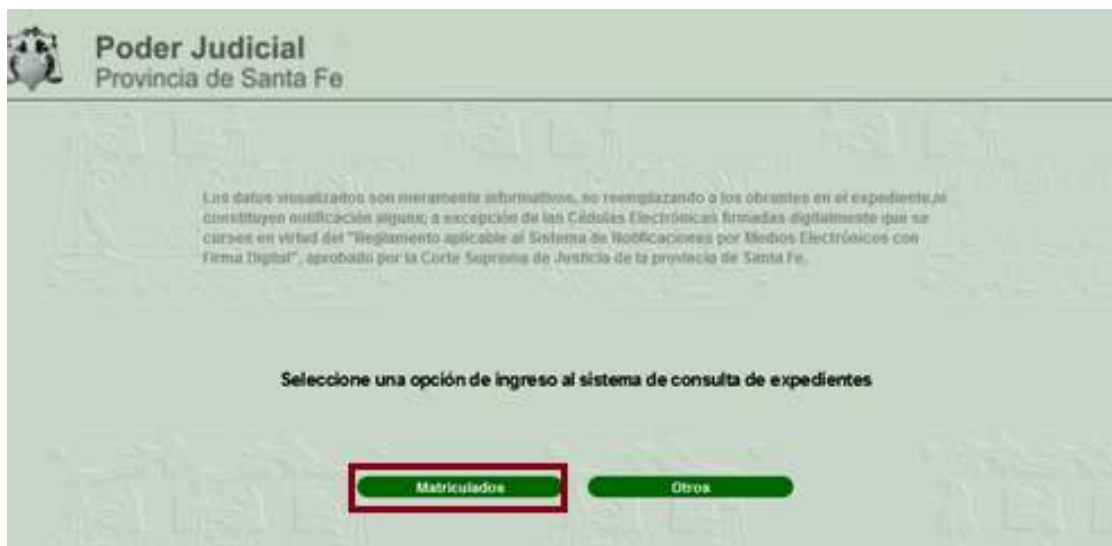 Poder Judicial
Provincia de Santa Fe
Los datos visualizados son meramente informativos, no reemplazando a los obrantes en el expediente,ni
constituyen notificación alguna; a excepción de las Cédulas Electrónicas firmadas digitalmente que se
cursen en virtud del "Reglamento aplicable al Sistema de Notificaciones por Medios Electrónicos con
Firma Digital", aprobado por la Corte Suprema de Justicia de la provincia de Santa Fe.
Seleccione una opción de ingreso al sistema de consulta de expedientes
Matriculados
Otros